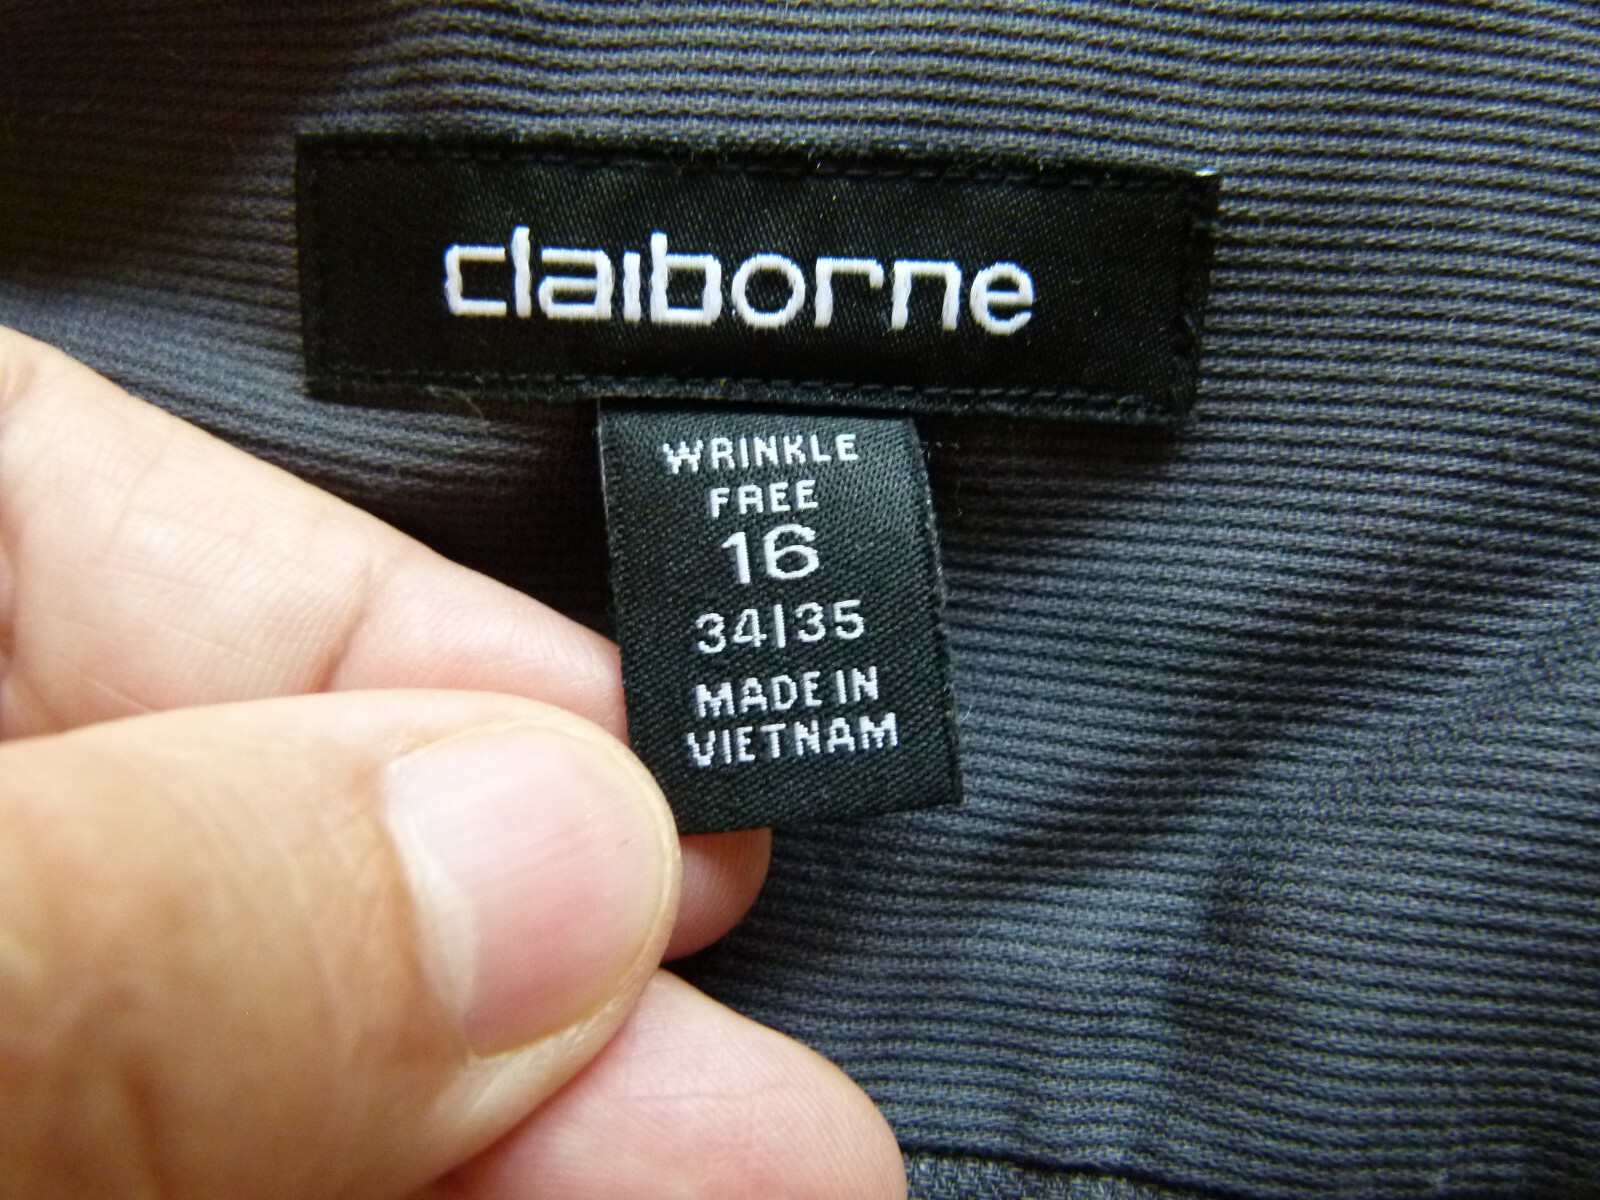 claiborne
WRINKLE
FREE
16
34|35
MADE IN
VIETNAM